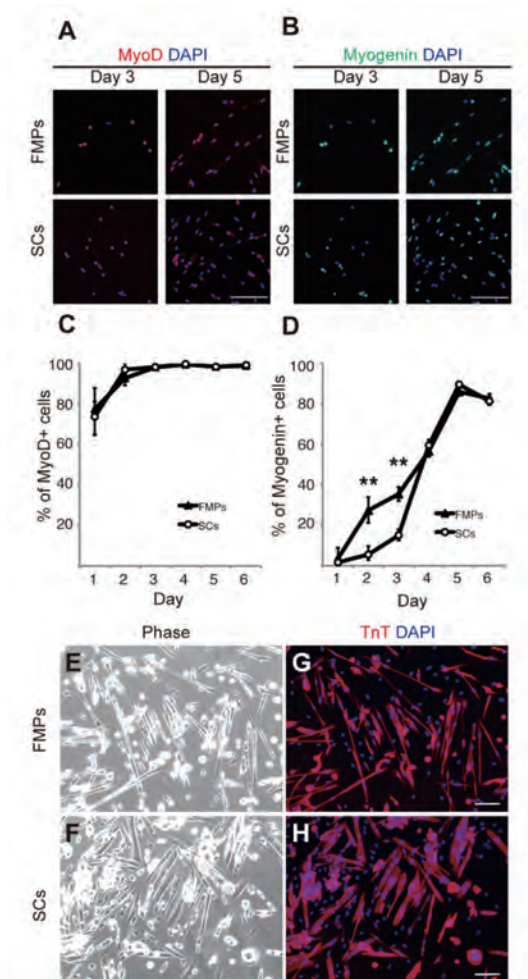 A
B
MyoD DAPI
Myogenin DAPI
Day 3 Day 5
Day 3 Day 5
FMPs
FMPs
SCs
SCs
C
D
% of MyoD+ cells
100
80
60
40
20
FMPs
SCs
1 2 3 4 5 6
Day
% of Myogenin+ cells
100
80
60
40
20
**
**
FMPs
SCs
1 2 3 4 5 6
Day
Phase
TnT DAPI
FMPs
E
G
SCs
F
H